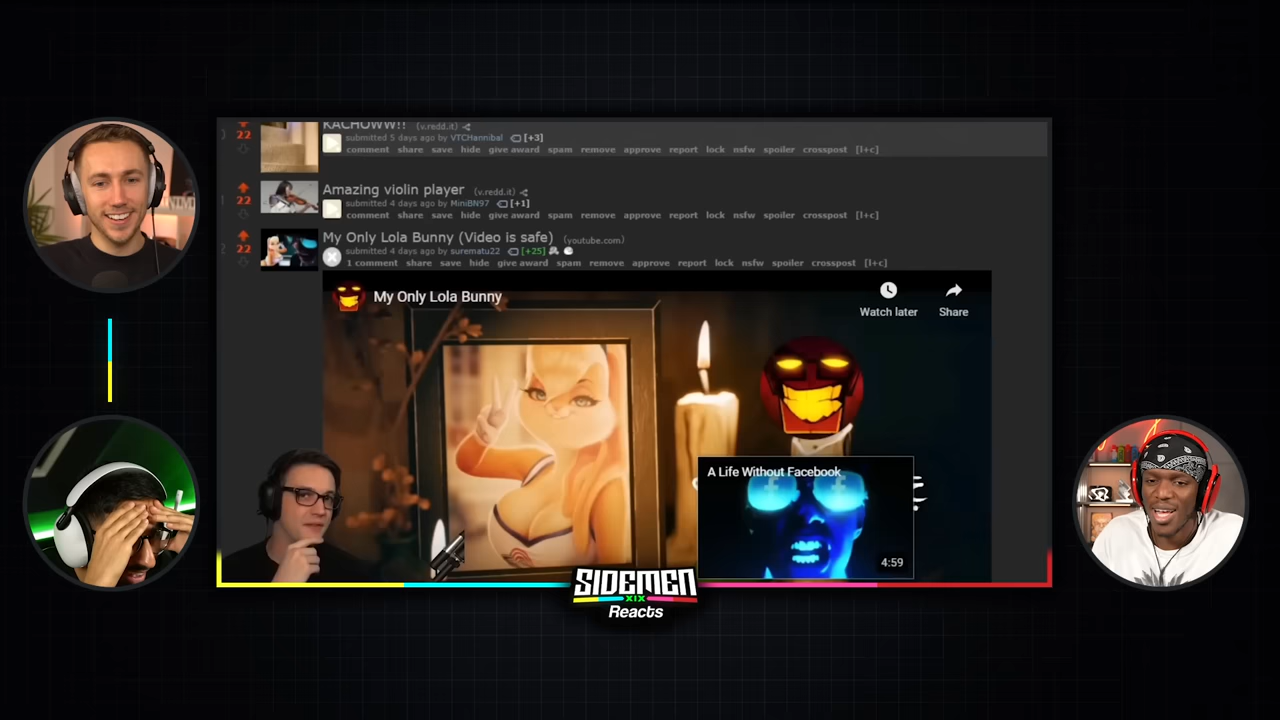 KACHOWW!! (v.redd.it)
22
submitted 5 days ago by VTCHannibal [+3]
comment share save hide give award spam remove approve report lock nsfw spoiler crosspost [l+c]
Amazing violin player (v.redd.it)
22
submitted 4 days ago by MiniBN97 [+1]
comment share save hide give award spam remove approve report lock nsfw spoiler crosspost [l+c]
My Only Lola Bunny (Video is safe) (youtube.com)
22
submitted 4 days ago by surematu22 [+25]
1 comment share save hide give award spam remove approve report lock nsfw spoiler crosspost [l+c]
My Only Lola Bunny
Watch later
Share
A Life Without Facebook
4:59
SIDEMEN
XIX
Reacts